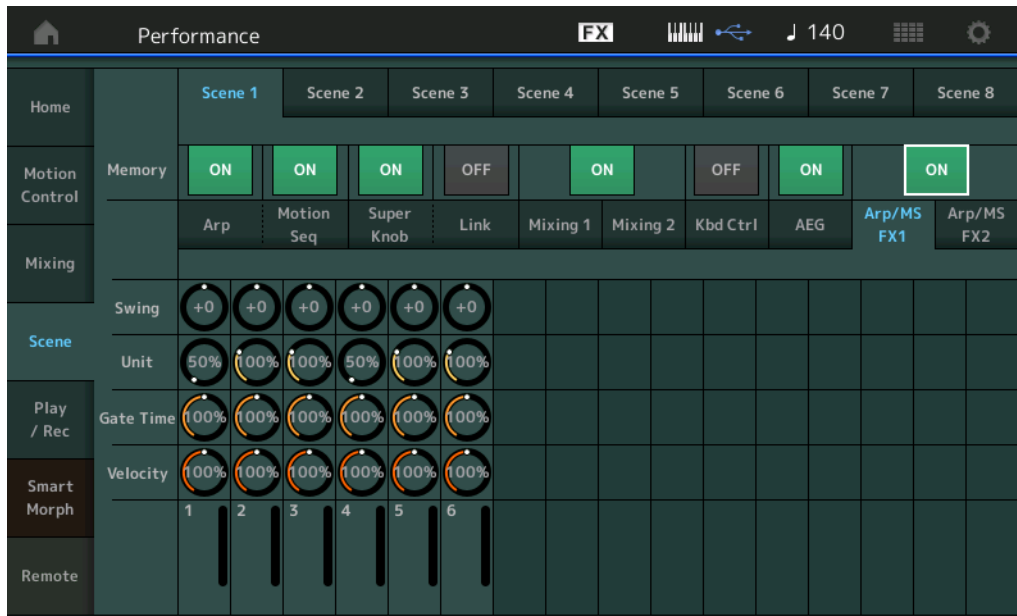 Performance FX 140
Home
Motion
Control
Mixing
Scene
Play
/ Rec
Smart
Morph
Remote
Scene 1 Scene 2 Scene 3 Scene 4 Scene 5 Scene 6 Scene 7 Scene 8
Memory ON ON ON OFF ON OFF ON ON
Arp Motion Seq Super Knob Link Mixing 1 Mixing 2 Kbd Ctrl AEG Arp/MS FX1 Arp/MS FX2
Swing +0 +0 +0 +0 +0 +0
Unit 50% 100% 100% 50% 100% 100%
Gate Time 100% 100% 100% 100% 100% 100%
Velocity 100% 100% 100% 100% 100% 100%
1 2 3 4 5 6